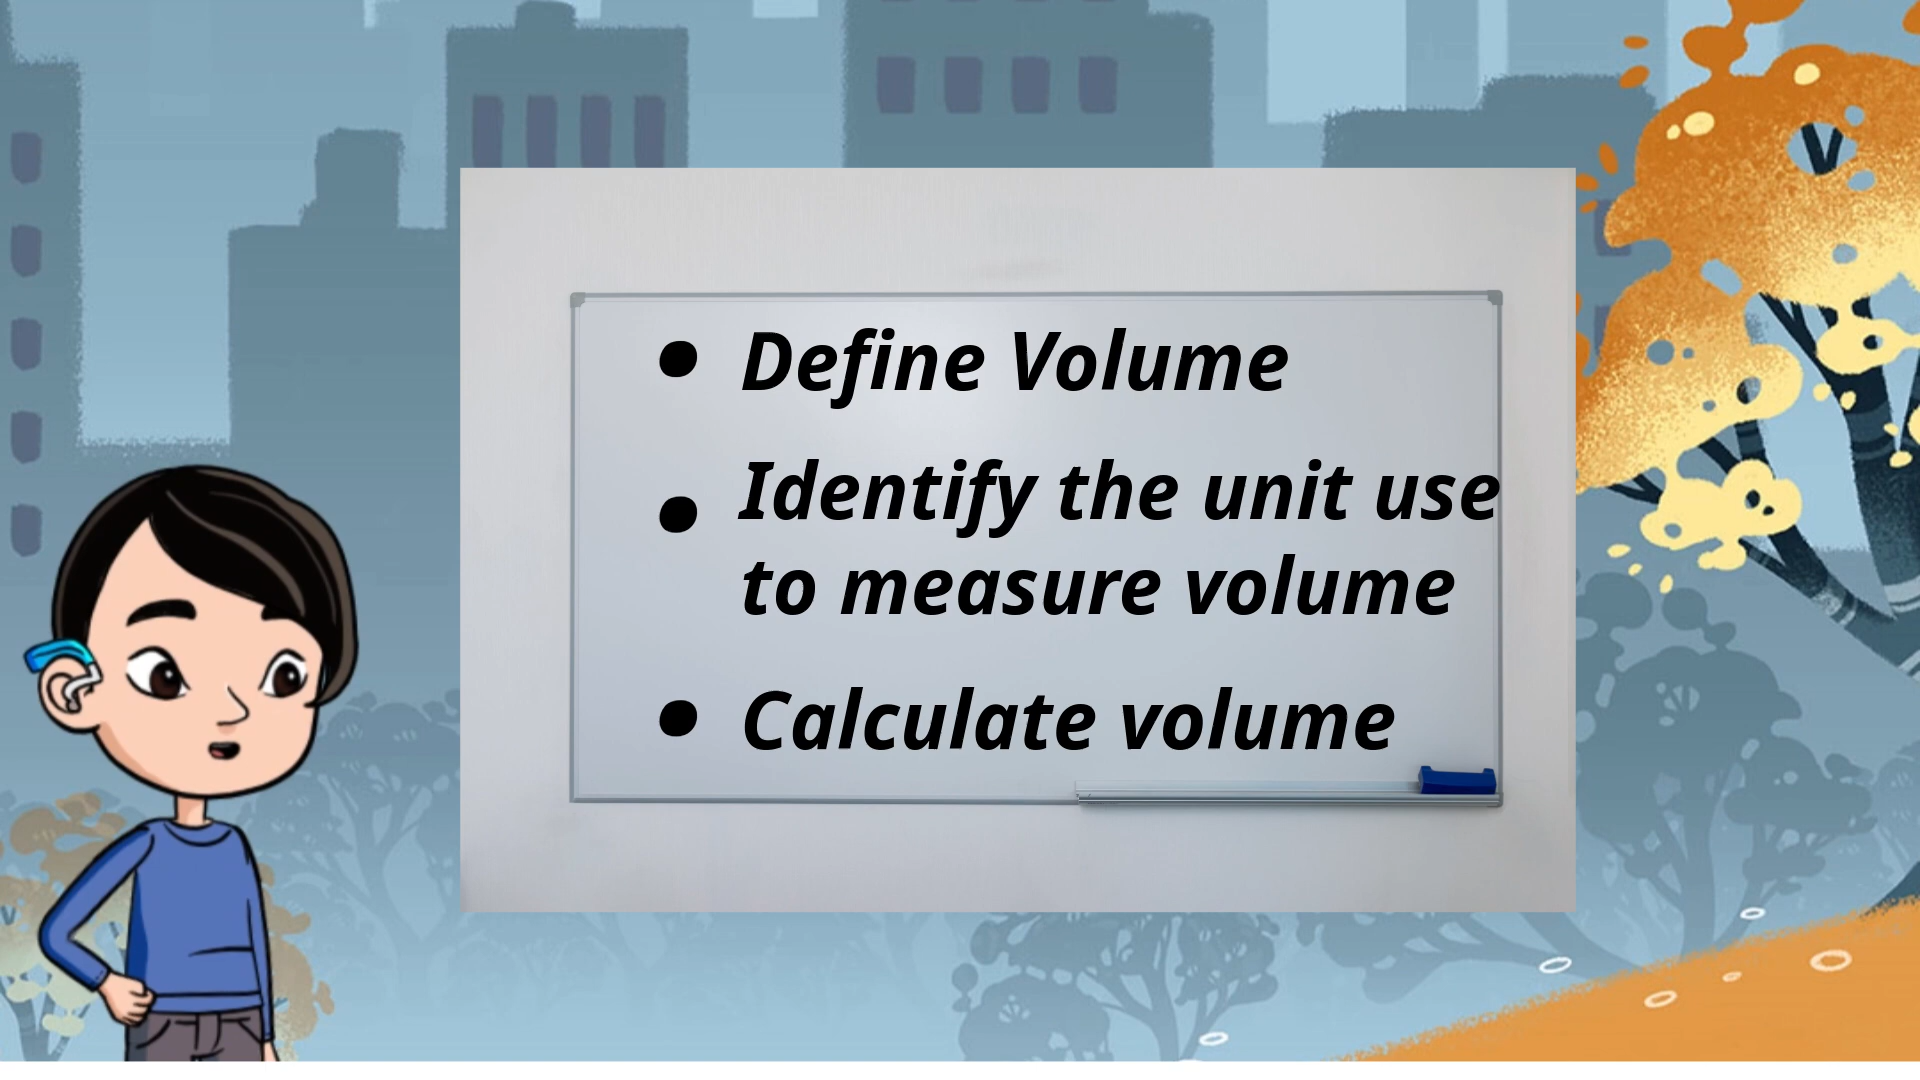 • Define Volume
• Identify the unit use
to measure volume
• Calculate volume